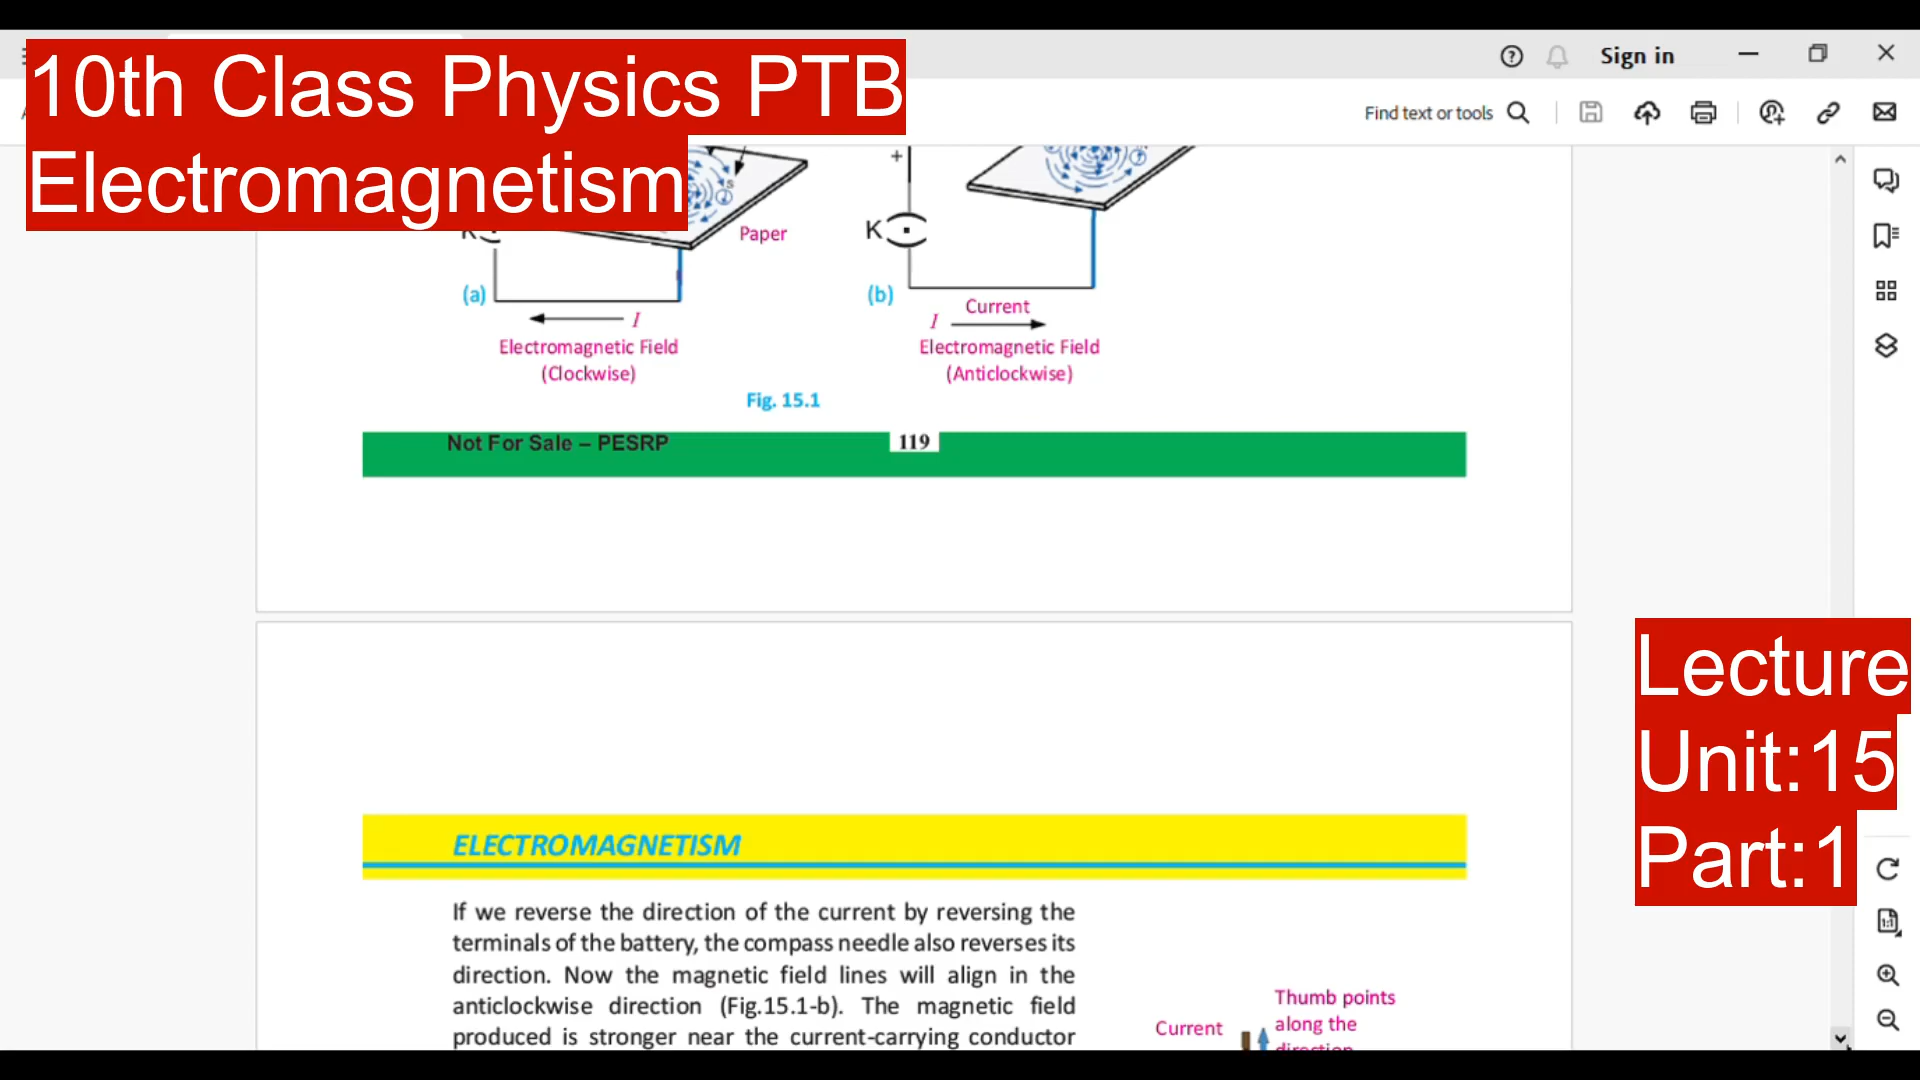 10th Class Physics PTB
Electromagnetism
Sign in
Find text or tools
+
S
Paper
K
K
(a)
(b)
I
Current
I
Electromagnetic Field
(Clockwise)
Electromagnetic Field
(Anticlockwise)
Fig. 15.1
Not For Sale – PESRP
119
Lecture
Unit:15
Part:1
ELECTROMAGNETISM
If we reverse the direction of the current by reversing the
terminals of the battery, the compass needle also reverses its
direction. Now the magnetic field lines will align in the
anticlockwise direction (Fig.15.1-b). The magnetic field
produced is stronger near the current-carrying conductor
Current
Thumb points
along the
direction